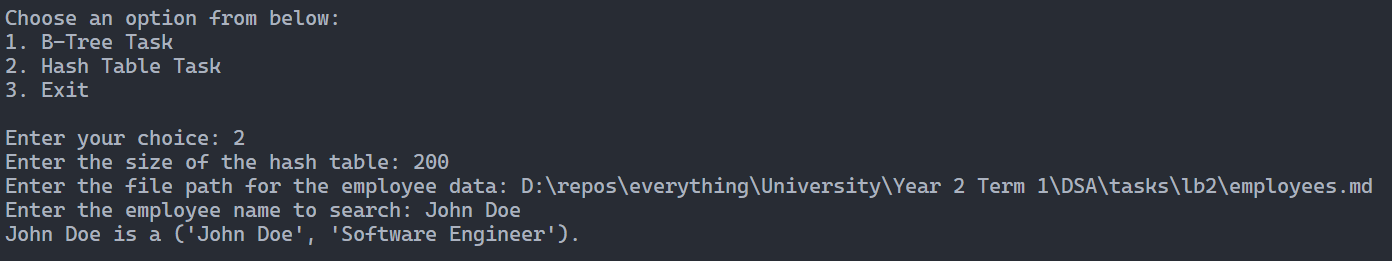 Choose an option from below:
1. B-Tree Task
2. Hash Table Task
3. Exit
Enter your choice: 2
Enter the size of the hash table: 200
Enter the file path for the employee data: D:\repos\everything\University\Year 2 Term 1\DSA\tasks\lb2\employees.md
Enter the employee name to search: John Doe
John Doe is a ('John Doe', 'Software Engineer').